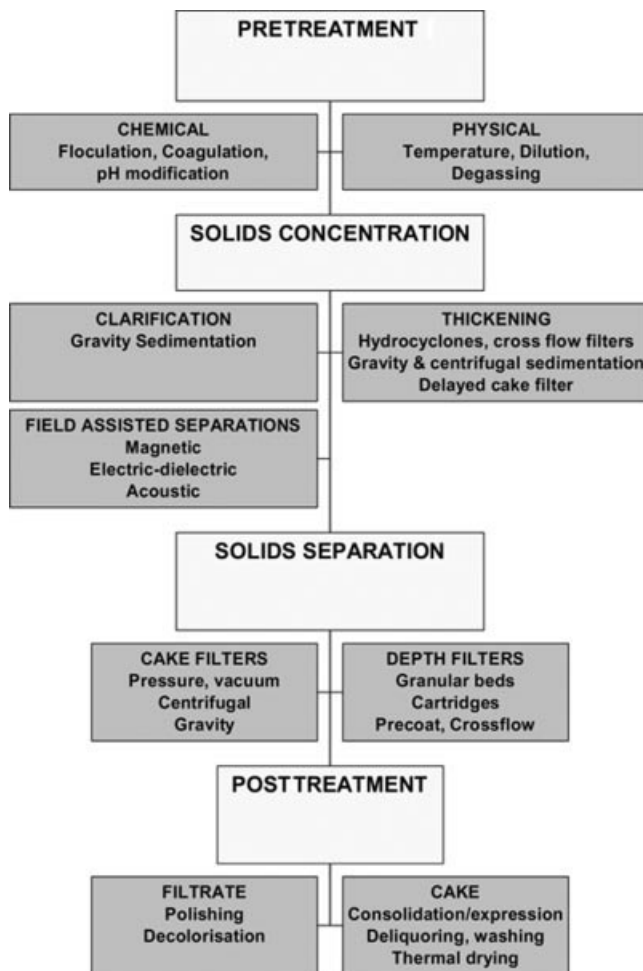 PRETREATMENT
CHEMICAL
Floculation, Coagulation,
pH modification
PHYSICAL
Temperature, Dilution,
Degassing
SOLIDS CONCENTRATION
CLARIFICATION
Gravity Sedimentation
THICKENING
Hydrocyclones, cross flow filters
Gravity & centrifugal sedimentation
Delayed cake filter
FIELD ASSISTED SEPARATIONS
Magnetic
Electric-dielectric
Acoustic
SOLIDS SEPARATION
CAKE FILTERS
Pressure, vacuum
Centrifugal
Gravity
DEPTH FILTERS
Granular beds
Cartridges
Precoat, Crossflow
POSTTREATMENT
FILTRATE
Polishing
Decolorisation
CAKE
Consolidation/expression
Deliquoring, washing
Thermal drying